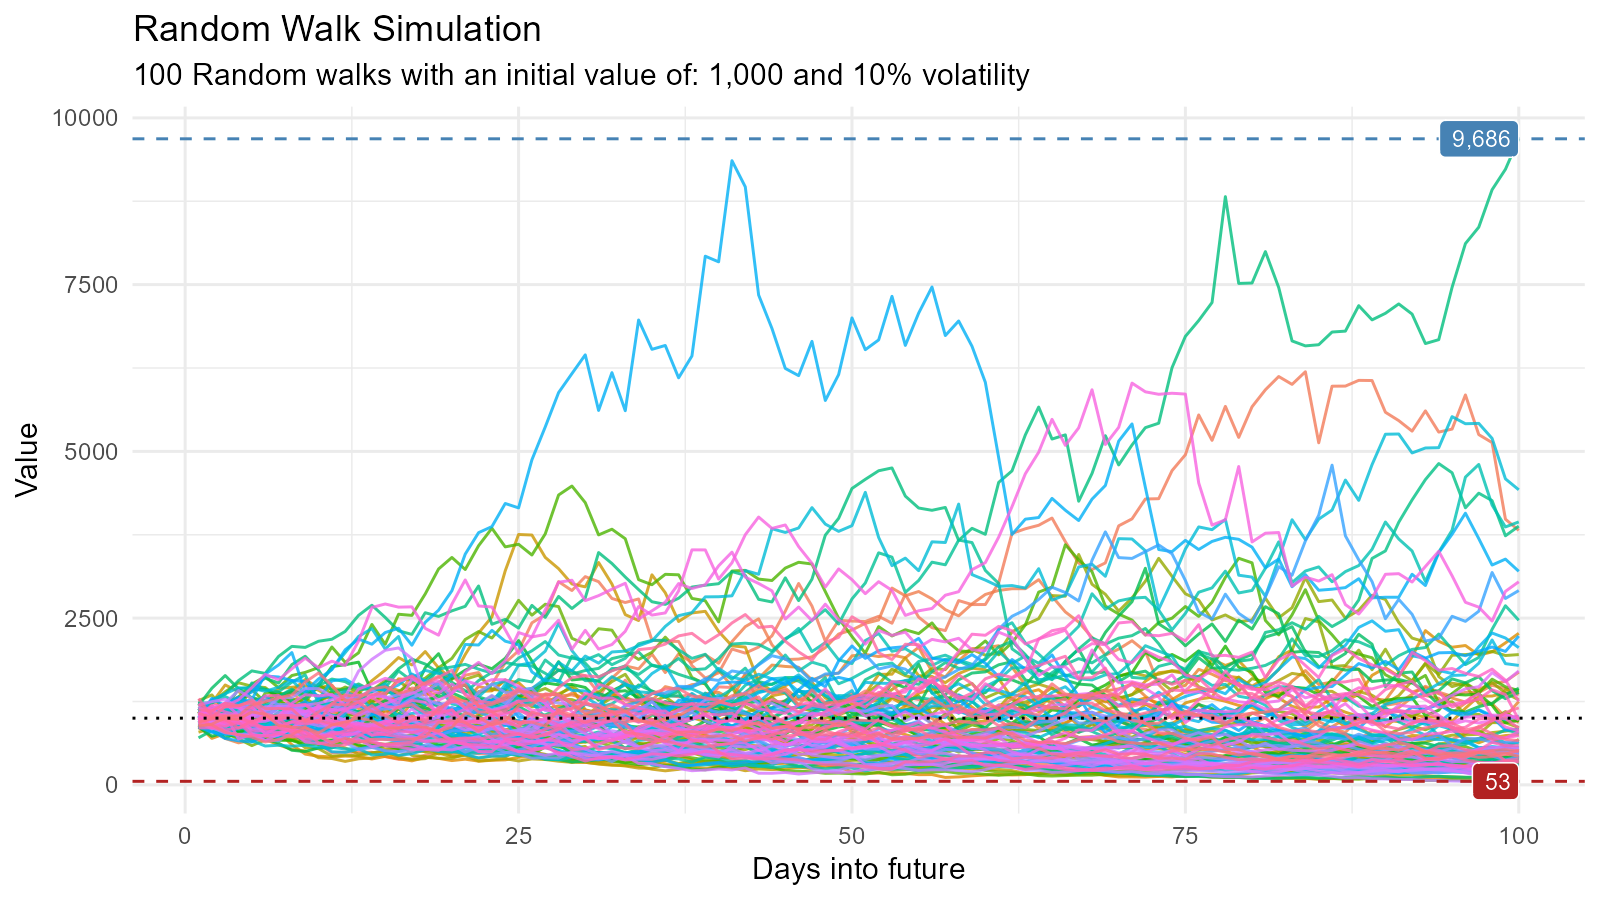 Random Walk Simulation
100 Random walks with an initial value of: 1,000 and 10% volatility
10000
9,686
7500
5000
Value
2500
0
53
0 25 50 75 100
Days into future